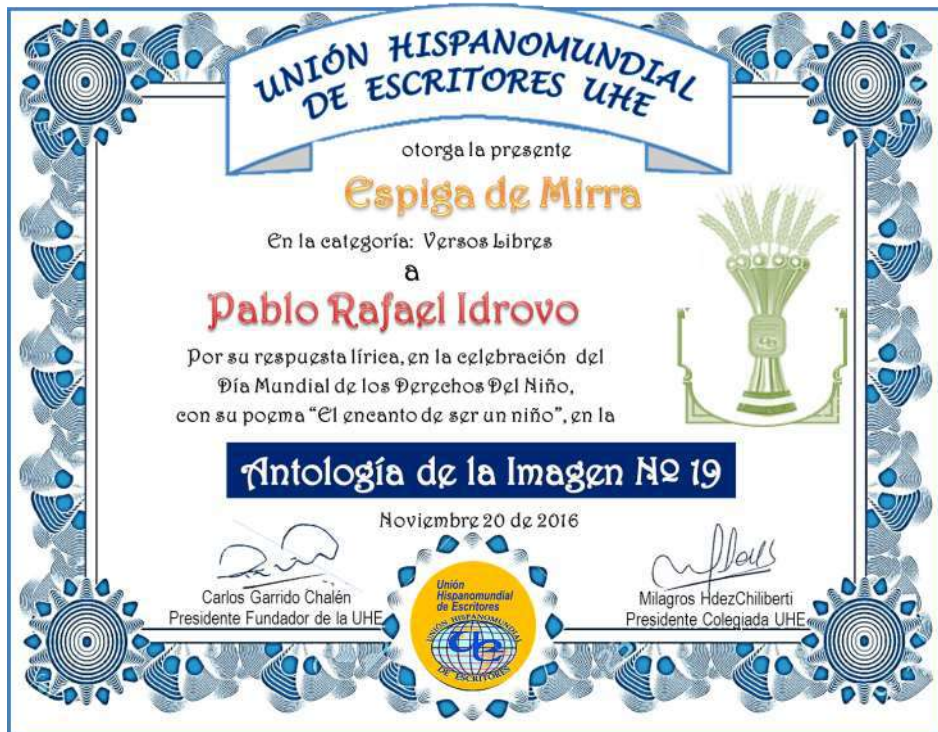 UNIÓN HISPANOMUNDIAL
DE ESCRITORES UHE
otorga la presente
Espiga de Mirra
En la categoría: Versos Libres
a
Pablo Rafael Idrovo
Por su respuesta lírica, en la celebración del
Día Mundial de los Derechos Del Niño,
con su poema “El encanto de ser un niño”, en la
Antología de la Imagen Nº 19
Noviembre 20 de 2016
Carlos Garrido Chalén
Presidente Fundador de la UHE
Milagros HdezChiliberti
Presidente Colegiada UHE
Unión
Hispanomundial
de Escritores
UNIÓN HISPANOMUNDIAL
DE ESCRITORES